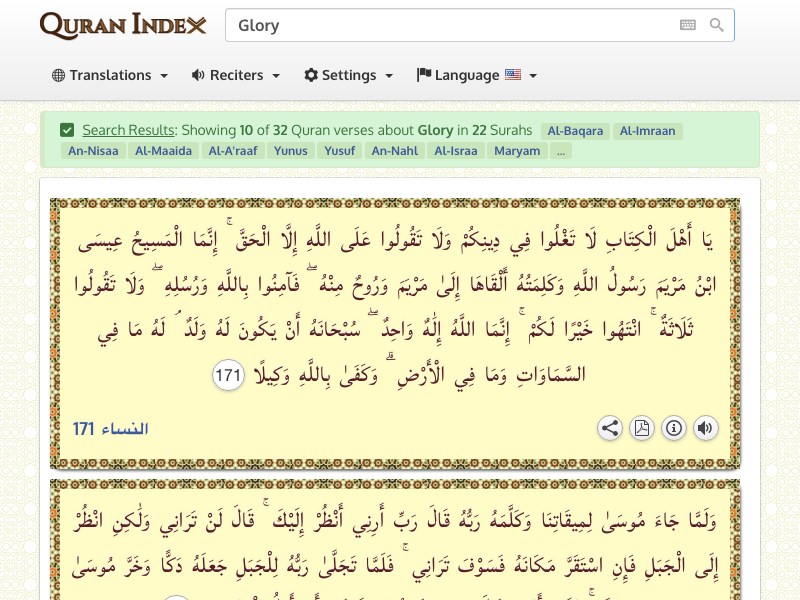 Quran Index
Glory
Translations Reciters Settings Language
Search Results: Showing 10 of 32 Quran verses about Glory in 22 Surahs Al-Baqara Al-Imraan
An-Nisaa Al-Maaida Al-A'raaf Yunus Yusuf An-Nahl Al-Israa Maryam ...
يَا أَهْلَ الْكِتَابِ لَا تَغْلُوا فِي دِينِكُمْ وَلَا تَقُولُوا عَلَى اللَّهِ إِلَّا الْحَقَّ ۚ إِنَّمَا الْمَسِيحُ عِيسَى
ابْنُ مَرْيَمَ رَسُولُ اللَّهِ وَكَلِمَتُهُ أَلْقَاهَا إِلَىٰ مَرْيَمَ وَرُوحٌ مِنْهُ ۖ فَآمِنُوا بِاللَّهِ وَرُسُلِهِ ۖ وَلَا تَقُولُوا
ثَلَاثَةٌ ۚ انْتَهُوا خَيْرًا لَكُمْ ۚ إِنَّمَا اللَّهُ إِلَٰهٌ وَاحِدٌ ۖ سُبْحَانَهُ أَنْ يَكُونَ لَهُ وَلَدٌ ۘ لَهُ مَا فِي
السَّمَاوَاتِ وَمَا فِي الْأَرْضِ ۗ وَكَفَىٰ بِاللَّهِ وَكِيلًا 171
النساء 171
وَلَمَّا جَاءَ مُوسَىٰ لِمِيقَاتِنَا وَكَلَّمَهُ رَبُّهُ قَالَ رَبِّ أَرِنِي أَنْظُرْ إِلَيْكَ ۚ قَالَ لَنْ تَرَانِي وَلَٰكِنِ انْظُرْ
إِلَى الْجَبَلِ فَإِنِ اسْتَقَرَّ مَكَانَهُ فَسَوْفَ تَرَانِي ۚ فَلَمَّا تَجَلَّىٰ رَبُّهُ لِلْجَبَلِ جَعَلَهُ دَكًّا وَخَرَّ مُوسَىٰ